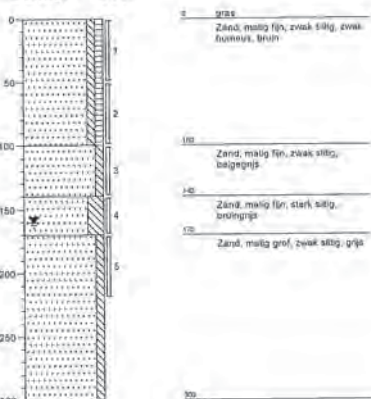 0
gras
Zand, matig fijn, zwak siltig, zwak
humeus, bruin
1
50
2
100
100
Zand, matig fijn, zwak siltig,
beigegrijs
3
140
Zand, matig fijn, sterk siltig,
bruingrijs
150
4
170
Zand, matig grof, zwak siltig, grijs
200
5
250
300